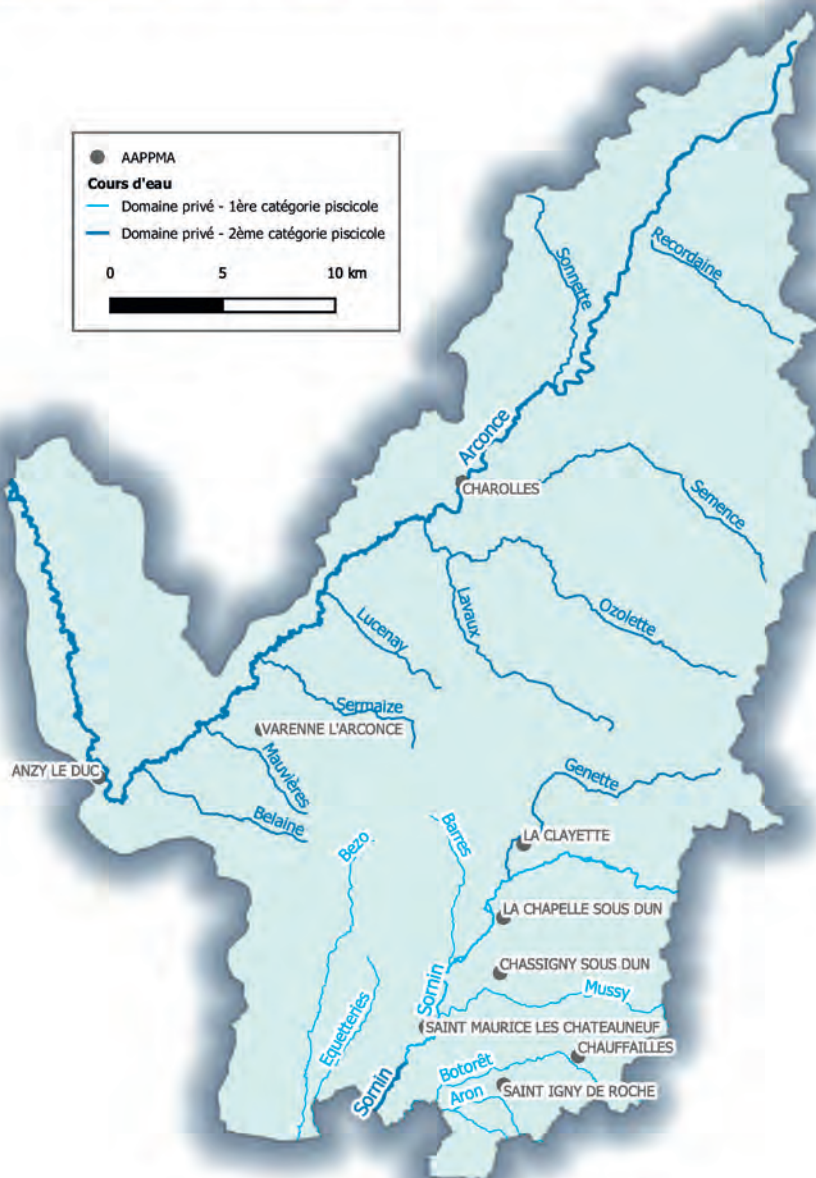 AAPPMA
Cours d'eau
Domaine privé - 1ère catégorie piscicole
Domaine privé - 2ème catégorie piscicole
0 5 10 km
Sonnette
Recordaine
Arconce
CHAROLLES
Semence
Lavaux
Ozolette
Lucenay
Sermaize
VARENNE L'ARCONCE
ANZY LE DUC
Mauvières
Belaine
Genette
Bezo
Barres
LA CLAYETTE
LA CHAPELLE SOUS DUN
CHASSIGNY SOUS DUN
Sornin
Mussy
Equetteries
SAINT MAURICE LES CHATEAUNEUF
CHAUFFAILLES
Botorêt
Sornin
Aron
SAINT IGNY DE ROCHE